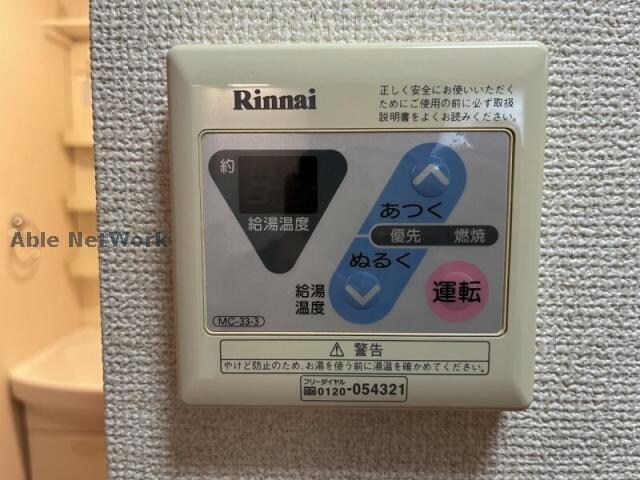 Rinnai
正しく安全にお使いいただく
ためにご使用の前に必ず取扱
説明書をよくお読みください。
約
給湯温度
あつく
優先 燃焼
ぬるく
給湯
温度
運転
MC-33-3
⚠ 警告
やけど防止のため、お湯を使う前に湯温を確かめてください。
フリーダイヤル
0120-054321
Able NetWork